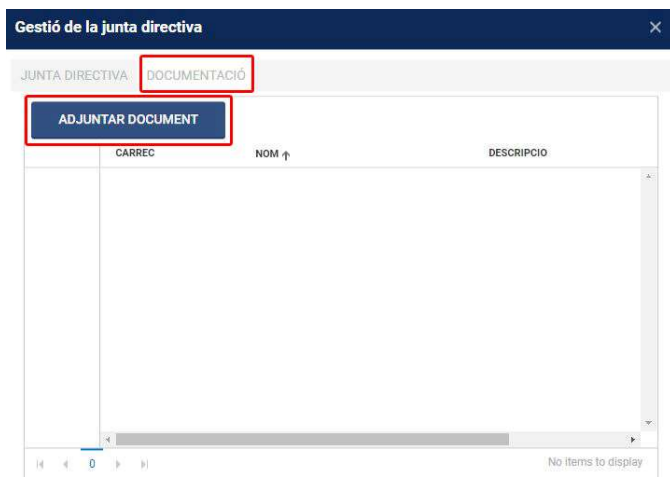 Gestió de la junta directiva
JUNTA DIRECTIVA DOCUMENTACIÓ
ADJUNTAR DOCUMENT
CARREC NOM DESCRIPCIO
0 No items to display